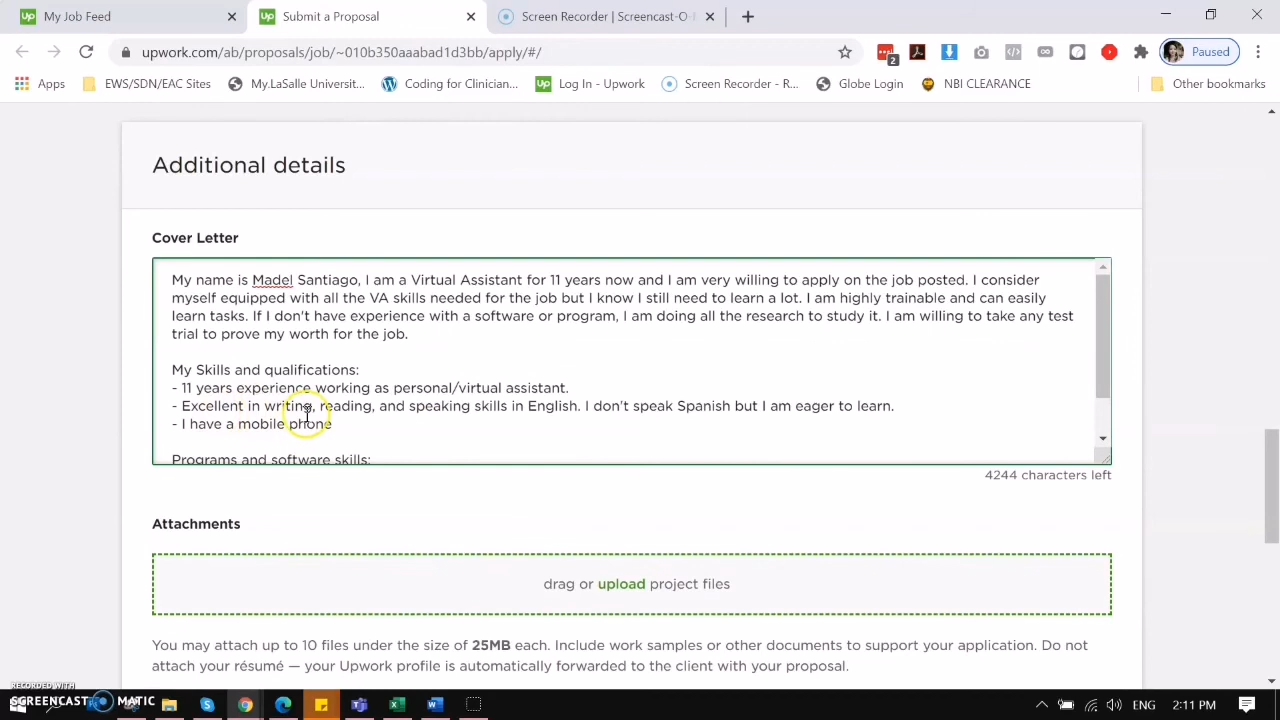 My Job Feed
Submit a Proposal
Screen Recorder | Screencast-O-
upwork.com/ab/proposals/job/~010b350aaabad1d3bb/apply/#/
2
Paused
Apps
EWS/SDN/EAC Sites
My.LaSalle Universit...
Coding for Clinician...
Log In - Upwork
Screen Recorder - R...
Globe Login
NBI CLEARANCE
Other bookmarks
Additional details
Cover Letter
My name is Madel Santiago, I am a Virtual Assistant for 11 years now and I am very willing to apply on the job posted. I consider
myself equipped with all the VA skills needed for the job but I know I still need to learn a lot. I am highly trainable and can easily
learn tasks. If I don't have experience with a software or program, I am doing all the research to study it. I am willing to take any test
trial to prove my worth for the job.
My Skills and qualifications:
- 11 years experience working as personal/virtual assistant.
- Excellent in writing, reading, and speaking skills in English. I don't speak Spanish but I am eager to learn.
- I have a mobile phone
Programs and software skills:
4244 characters left
Attachments
drag or upload project files
You may attach up to 10 files under the size of 25MB each. Include work samples or other documents to support your application. Do not
attach your résumé — your Upwork profile is automatically forwarded to the client with your proposal.
RECORDED WITH
SCREENCAST MATIC
ENG
2:11 PM